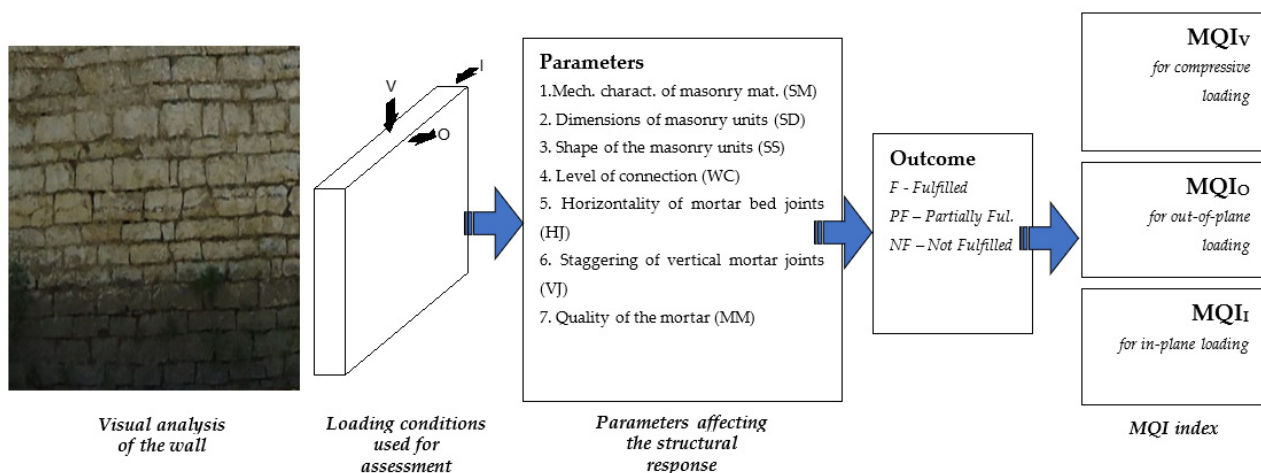 V
I
O
Parameters
1.Mech. charact. of masonry mat. (SM)
2. Dimensions of masonry units (SD)
3. Shape of the masonry units (SS)
4. Level of connection (WC)
5. Horizontality of mortar bed joints
(HJ)
6. Staggering of vertical mortar joints
(VJ)
7. Quality of the mortar (MM)
Outcome
F - Fulfilled
PF – Partially Ful.
NF – Not Fulfilled
MQIV
for compressive
loading
MQIO
for out-of-plane
loading
MQII
for in-plane loading
Visual analysis
of the wall
Loading conditions
used for
assessment
Parameters affecting
the structural
response
MQI index